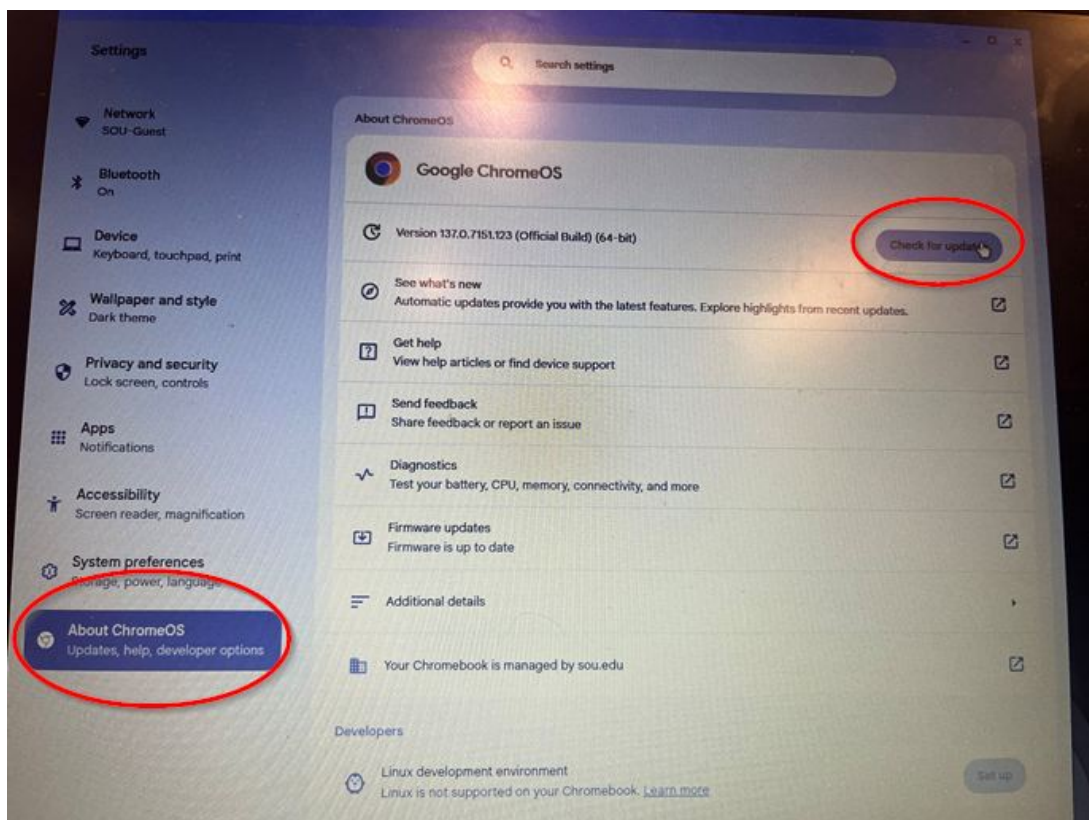 Settings
Search settings
Network
SOU-Guest
Bluetooth
On
Device
Keyboard, touchpad, print
Wallpaper and style
Dark theme
Privacy and security
Lock screen, controls
Apps
Notifications
Accessibility
Screen reader, magnification
System preferences
Storage, power, language
About ChromeOS
Updates, help, developer options
About ChromeOS
Google ChromeOS
Version 137.0.7151.123 (Official Build) (64-bit)
Check for updates
See what's new
Automatic updates provide you with the latest features. Explore highlights from recent updates.
Get help
View help articles or find device support
Send feedback
Share feedback or report an issue
Diagnostics
Test your battery, CPU, memory, connectivity, and more
Firmware updates
Firmware is up to date
Additional details
Your Chromebook is managed by sou.edu
Developers
Linux development environment
Linux is not supported on your Chromebook. Learn more
Set up